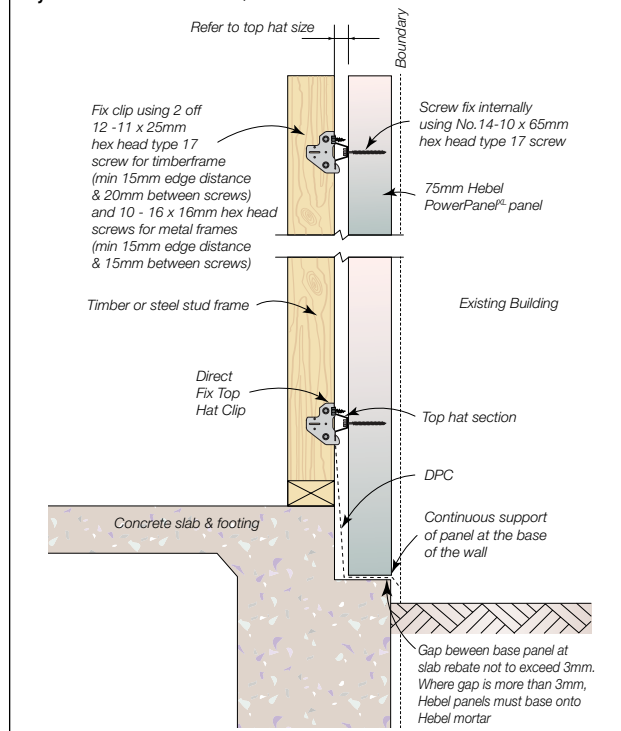 Refer to top hat size
Boundary
Fix clip using 2 off
12 -11 x 25mm
hex head type 17
screw for timberframe
(min 15mm edge distance
& 20mm between screws)
and 10 - 16 x 16mm hex head
screws for metal frames
(min 15mm edge distance
& 15mm between screws)
Screw fix internally
using No.14-10 x 65mm
hex head type 17 screw
75mm Hebel
PowerPanelXL panel
Timber or steel stud frame
Existing Building
Direct
Fix Top
Hat Clip
Top hat section
DPC
Concrete slab & footing
Continuous support
of panel at the base
of the wall
Gap beween base panel at
slab rebate not to exceed 3mm.
Where gap is more than 3mm,
Hebel panels must base onto
Hebel mortar